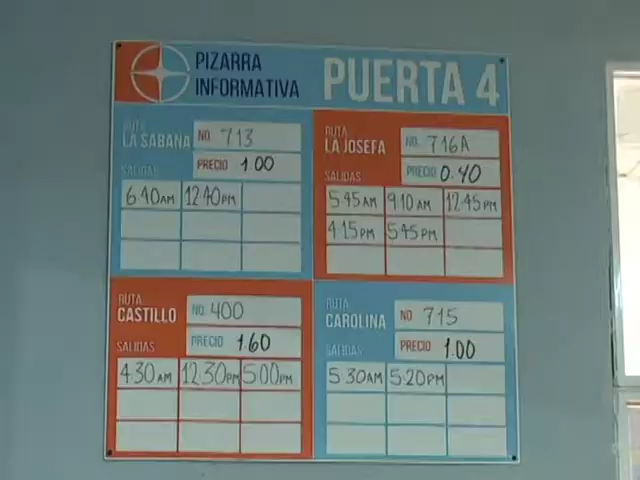 PIZARRA
INFORMATIVA
PUERTA 4
RUTA
LA SABANA
NO. 713
PRECIO 1.00
SALIDAS
6:40AM 12:40PM
RUTA
LA JOSEFA
NO. 716A
PRECIO 0.40
SALIDAS
5:45AM 9:10AM 12:45PM
4:15PM 5:45PM
RUTA
CASTILLO
NO. 400
PRECIO 1.60
SALIDAS
4:30AM 12:30PM 5:00PM
RUTA
CAROLINA
NO 715
PRECIO 1.00
SALIDAS
5:30AM 5:20PM